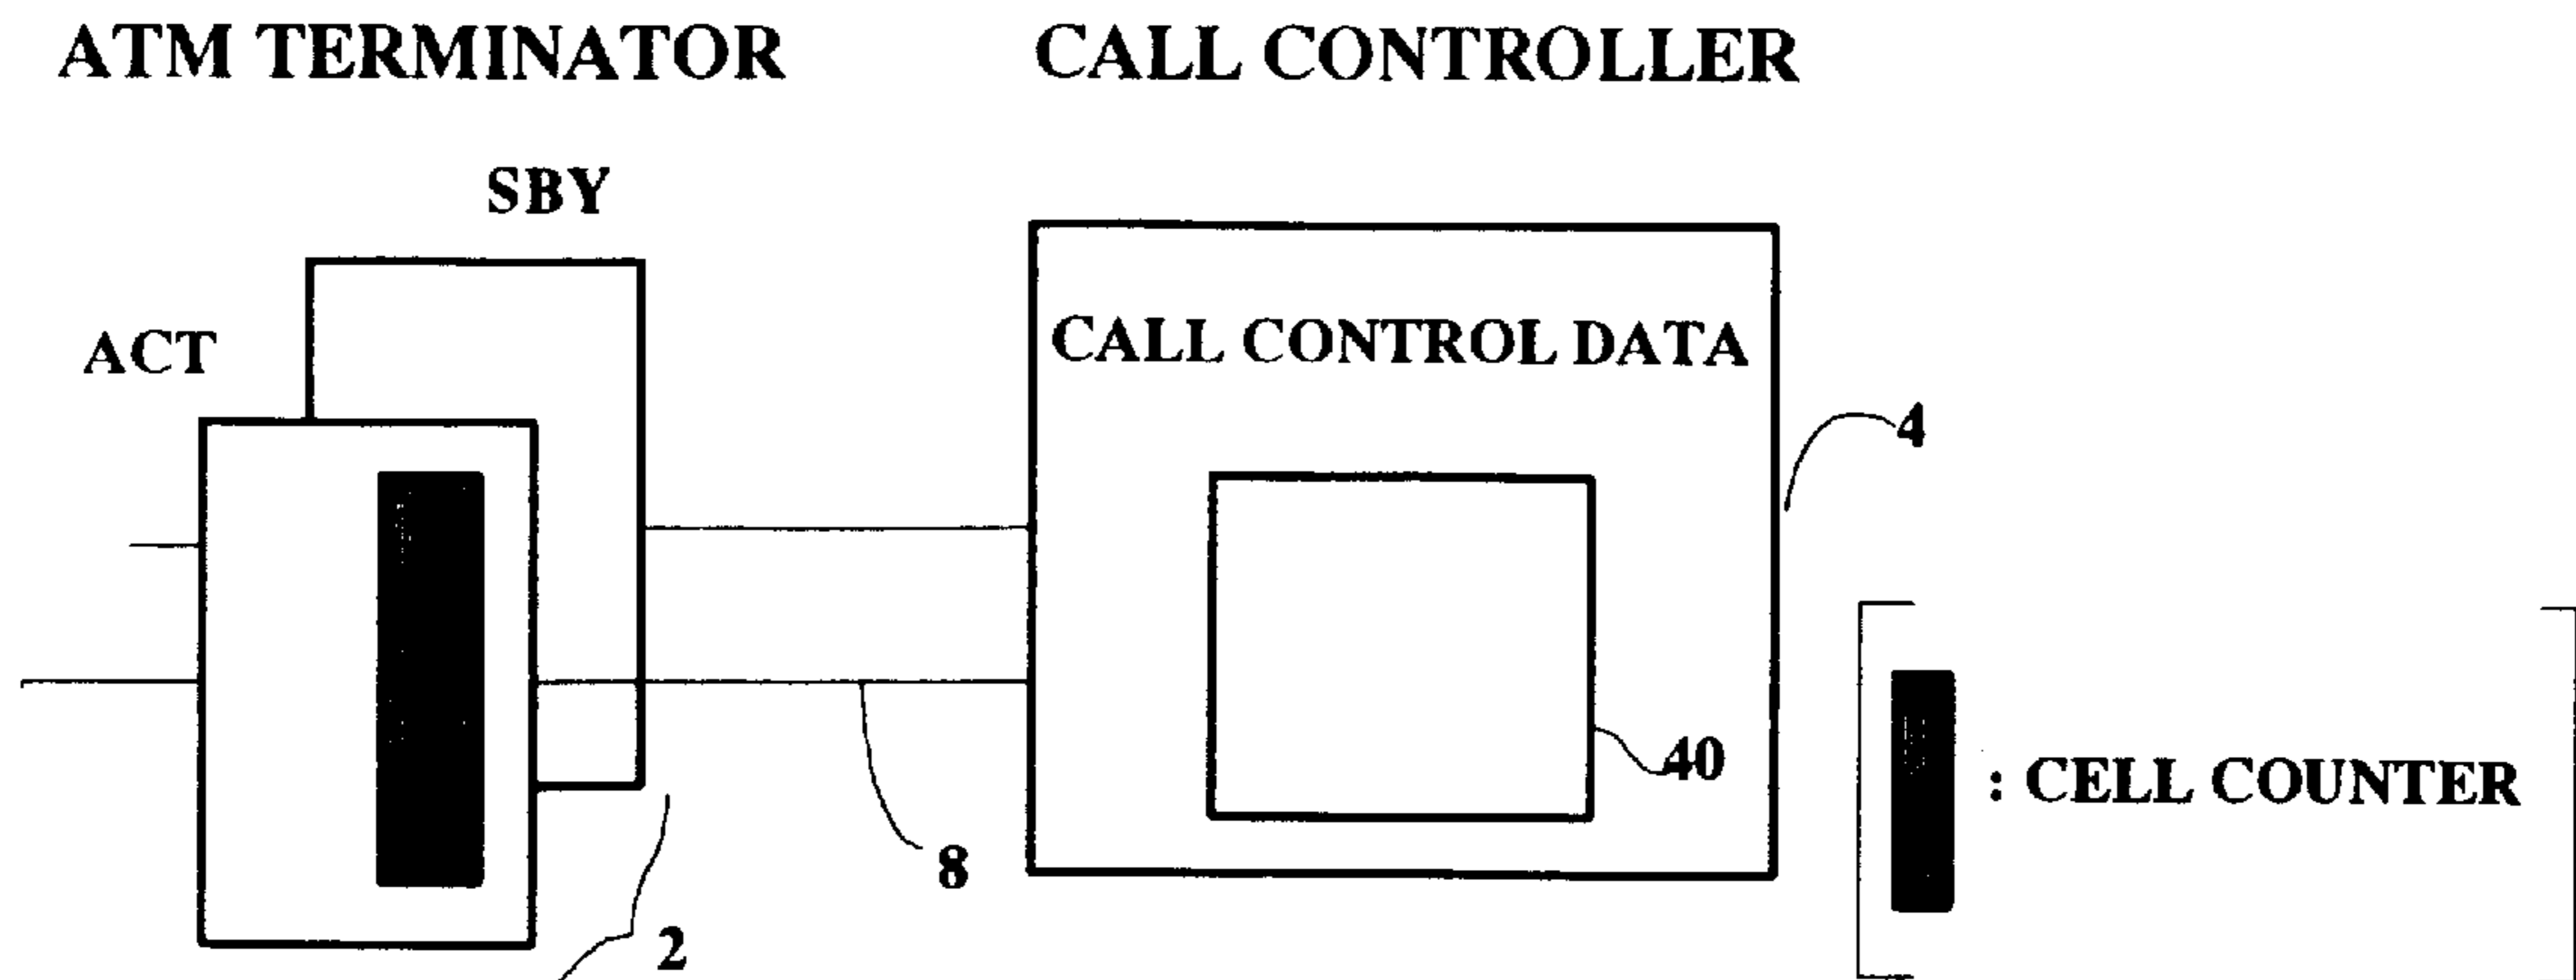 ATM TERMINATOR
CALL CONTROLLER
SBY
ACT
CALL CONTROL DATA
4
40
: CELL COUNTER
8
2